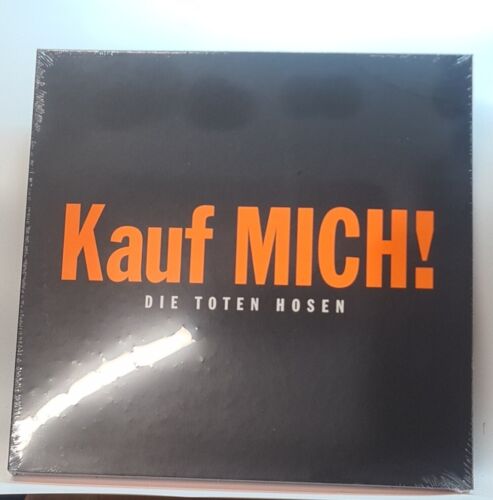 Kauf MICH!
DIE TOTEN HOSEN